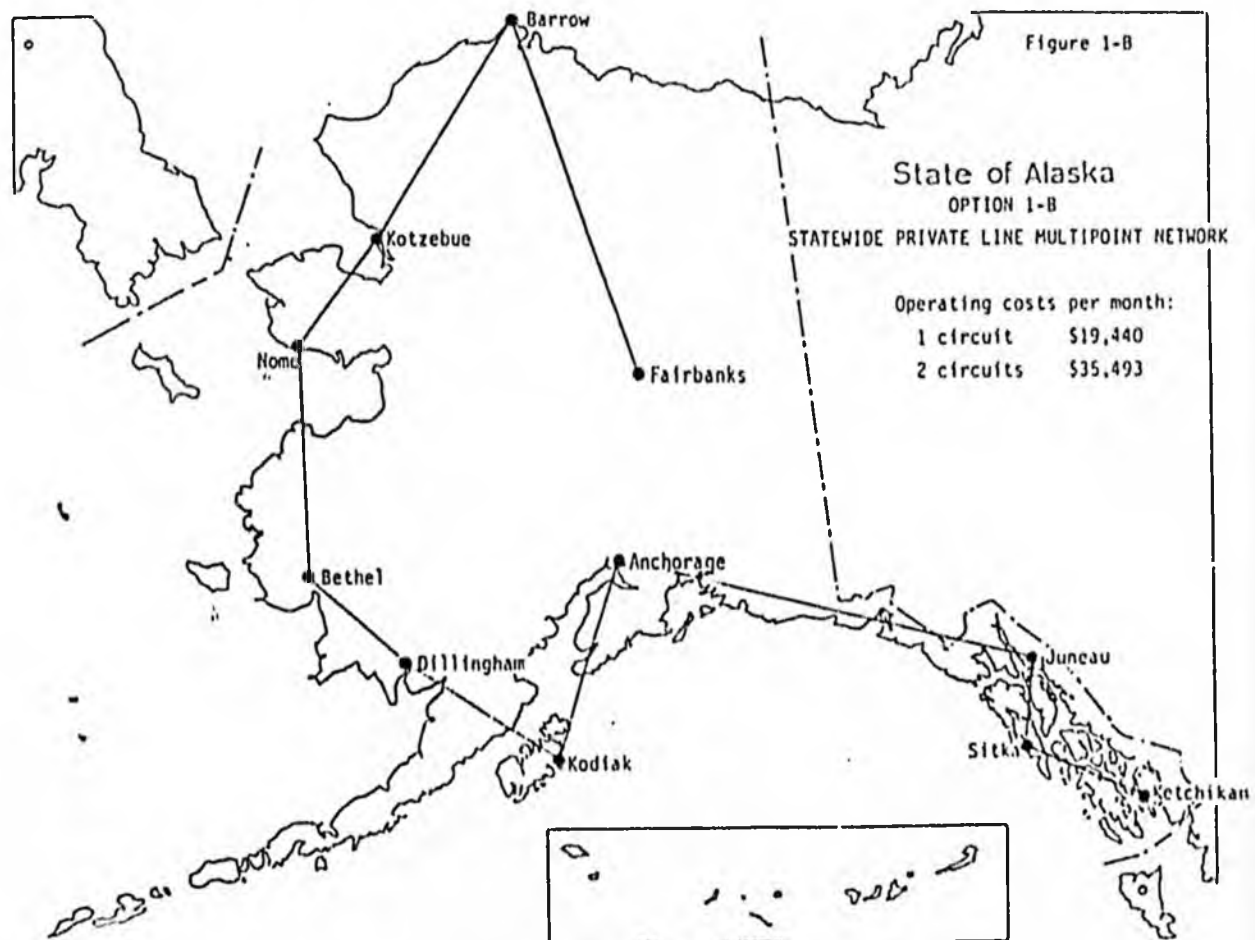 Barrow
Figure 1-B
State of Alaska
OPTION 1-B
STATEWIDE PRIVATE LINE MULTIPOINT NETWORK
Kotzebue
Operating costs per month:
1 circuit $19,440
2 circuits $35,493
Nome
Fairbanks
Anchorage
Bethel
Juneau
Dillingham
Sitka
Kodiak
Ketchikan